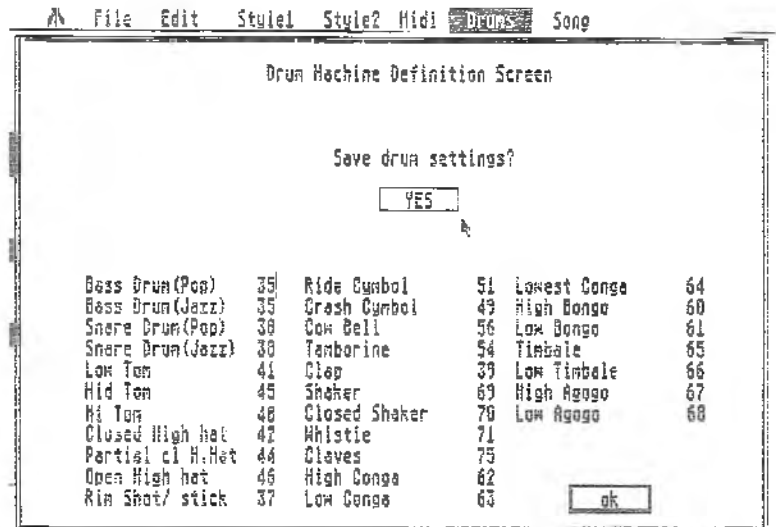 File Edit Style1 Style2 Midi Drums Song
Drum Machine Definition Screen
Save drum settings?
YES
Bass Drum(Pop) 35 Ride Cymbol 51 Lowest Conga 64
Bass Drum(Jazz) 35 Crash Cymbol 49 High Bongo 60
Snare Drum(Pop) 38 Cow Bell 56 Low Bongo 61
Snare Drum(Jazz) 38 Tamborine 54 Timbale 65
Low Tom 41 Clap 39 Low Timbale 66
Mid Tom 45 Shaker 69 High Agogo 67
Hi Tom 48 Closed Shaker 70 Low Agogo 68
Closed High hat 42 Whistle 71
Partial cl H.Hat 44 Claves 75
Open High hat 46 High Conga 62
Rim Shot/ stick 37 Low Conga 63
ok